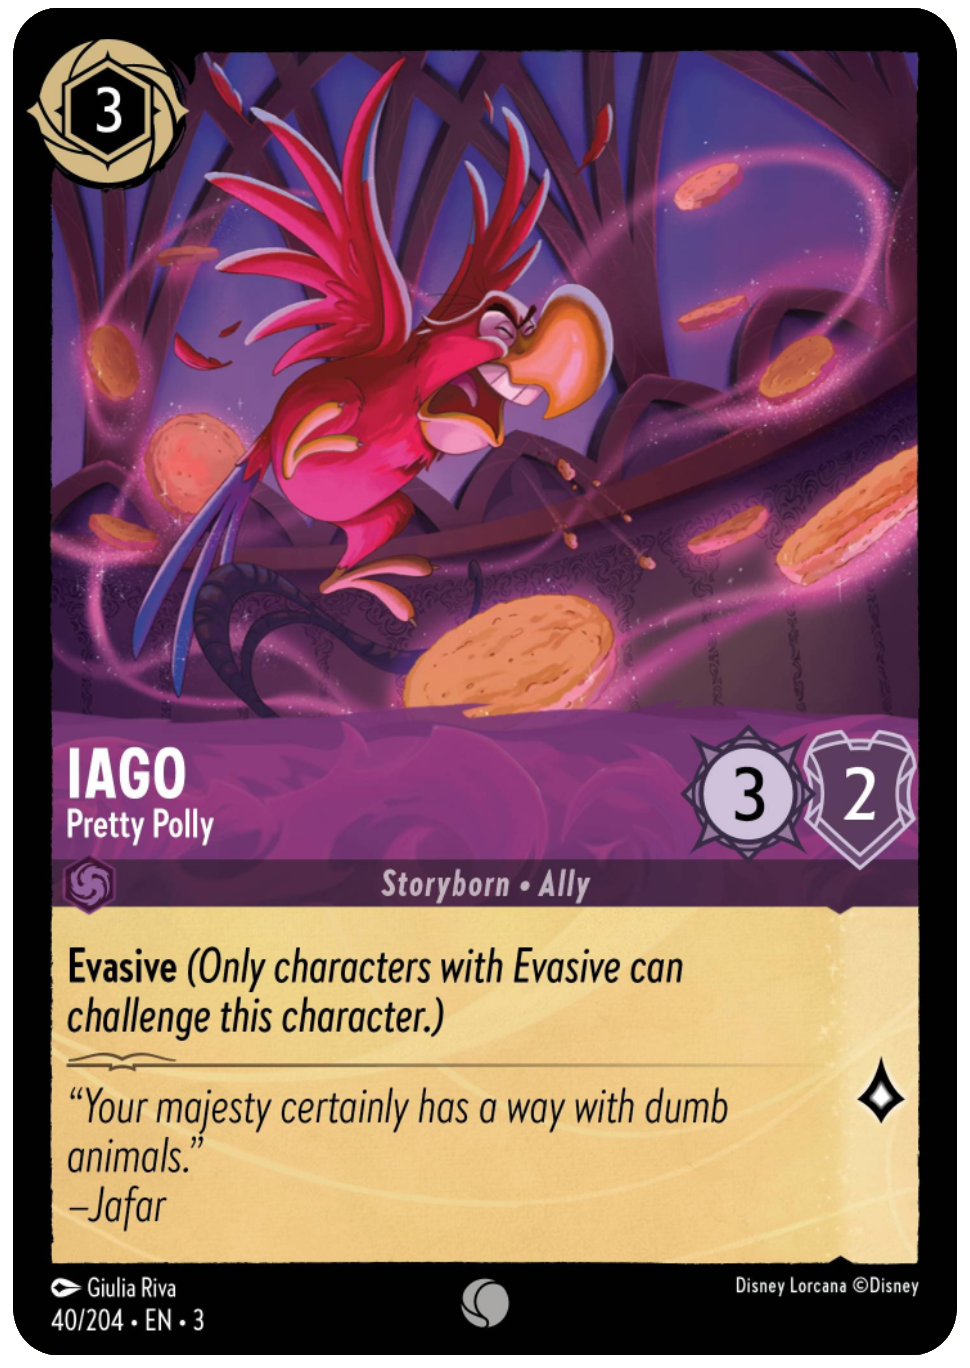 3
IAGO
Pretty Polly
3
2
Storyborn • Ally
Evasive (Only characters with Evasive can
challenge this character.)
“Your majesty certainly has a way with dumb
animals.”
–Jafar
Giulia Riva
Disney Lorcana ©Disney
40/204 • EN • 3